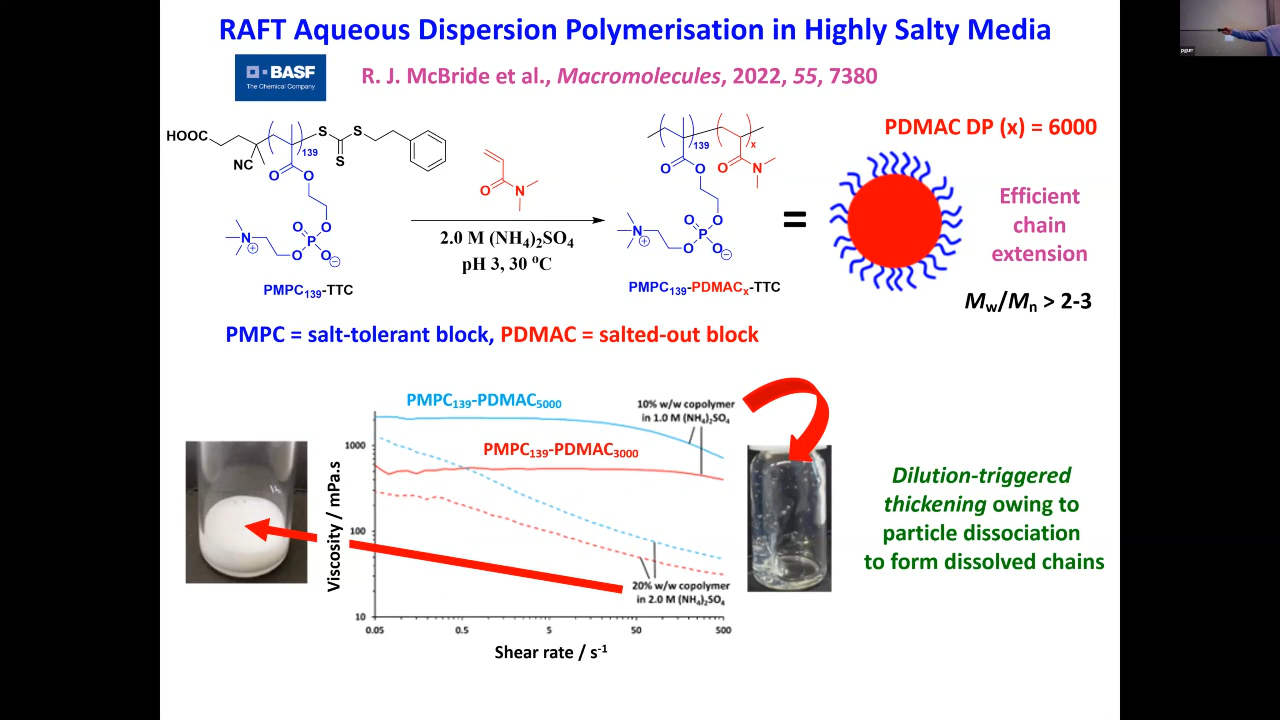 RAFT Aqueous Dispersion Polymerisation in Highly Salty Media
BASF
The Chemical Company
R. J. McBride et al., Macromolecules, 2022, 55, 7380
HOOC
NC
139
S
S
S
O
O
O
O
P
O
O⊖
N⊕
PMPC139-TTC
O
N
2.0 M (NH4)2SO4
pH 3, 30 °C
139
x
O
O
O
N
O
O
P
O
O⊖
N⊕
PMPC139-PDMACx-TTC
=
PDMAC DP (x) = 6000
Efficient
chain
extension
Mw/Mn > 2-3
PMPC = salt-tolerant block, PDMAC = salted-out block
PMPC139-PDMAC5000
10% w/w copolymer
in 1.0 M (NH4)2SO4
PMPC139-PDMAC3000
20% w/w copolymer
in 2.0 M (NH4)2SO4
Viscosity / mPa.s
1000
100
10
0.05 0.5 5 50 500
Shear rate / s-1
Dilution-triggered
thickening owing to
particle dissociation
to form dissolved chains